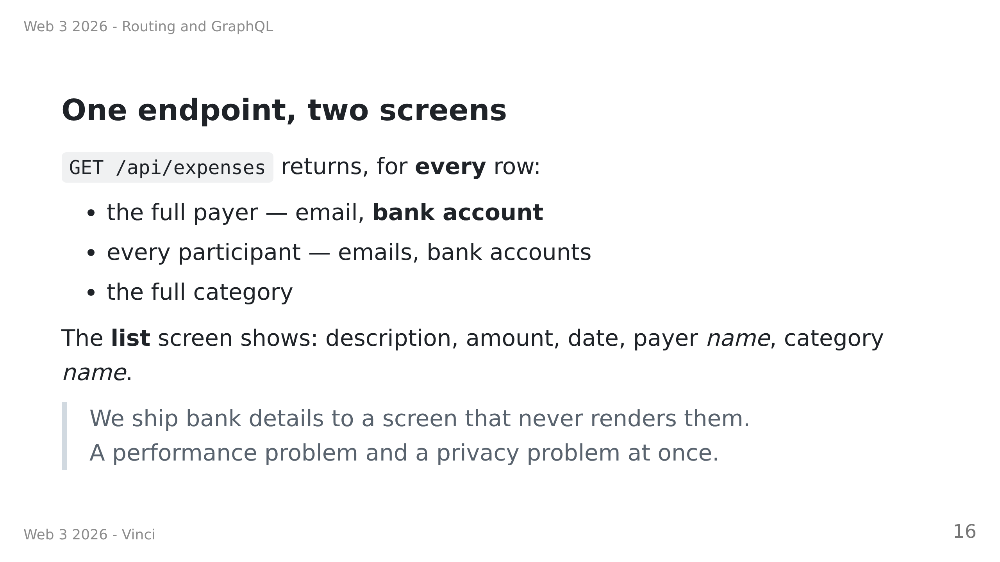 Web 3 2026 - Routing and GraphQL
One endpoint, two screens
GET /api/expenses returns, for every row:
• the full payer — email, bank account
• every participant — emails, bank accounts
• the full category
The list screen shows: description, amount, date, payer name, category
name.
We ship bank details to a screen that never renders them.
A performance problem and a privacy problem at once.
Web 3 2026 - Vinci
16